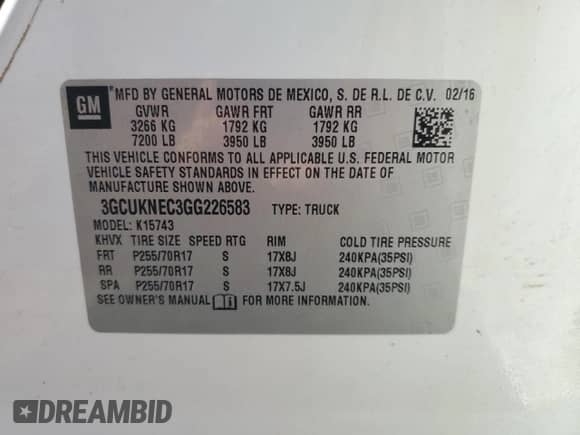 GM
MFD BY GENERAL MOTORS DE MEXICO, S. DE R.L. DE C.V. 02/16
GVWR GAWR FRT GAWR RR
3266 KG 1792 KG 1792 KG
7200 LB 3950 LB 3950 LB
THIS VEHICLE CONFORMS TO ALL APPLICABLE U.S. FEDERAL MOTOR
VEHICLE SAFETY STANDARDS IN EFFECT ON THE DATE OF
MANUFACTURE SHOWN ABOVE.
3GCUKNEC3GG226583 TYPE: TRUCK
MODEL: K15743
KHVX TIRE SIZE SPEED RTG RIM COLD TIRE PRESSURE
FRT P255/70R17 S 17X8J 240KPA(35PSI)
RR P255/70R17 S 17X8J 240KPA(35PSI)
SPA P255/70R17 S 17X7.5J 240KPA(35PSI)
SEE OWNER'S MANUAL FOR MORE INFORMATION.
DREAMBID